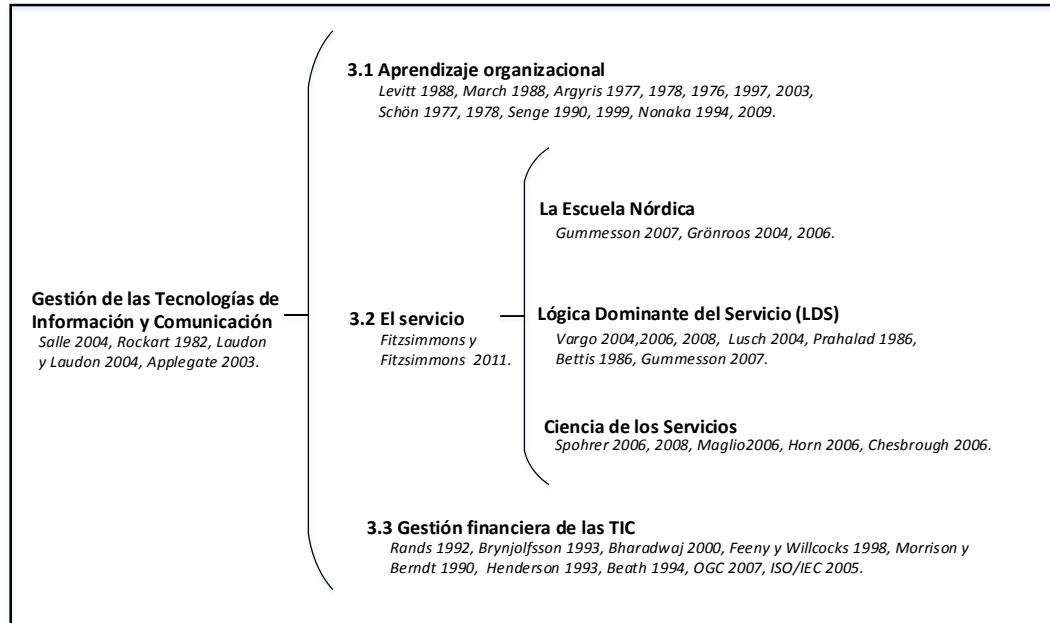 3.1 Aprendizaje organizacional
Levitt 1988, March 1988, Argyris 1977, 1978, 1976, 1997, 2003,
Schön 1977, 1978, Senge 1990, 1999, Nonaka 1994, 2009.
Gestión de las Tecnologías de
Información y Comunicación
Salle 2004, Rockart 1982, Laudon
y Laudon 2004, Applegate 2003.
3.2 El servicio
Fitzsimmons y
Fitzsimmons 2011.
La Escuela Nórdica
Gummesson 2007, Grönroos 2004, 2006.
Lógica Dominante del Servicio (LDS)
Vargo 2004,2006, 2008, Lusch 2004, Prahalad 1986,
Bettis 1986, Gummesson 2007.
Ciencia de los Servicios
Spohrer 2006, 2008, Maglio2006, Horn 2006, Chesbrough 2006.
3.3 Gestión financiera de las TIC
Rands 1992, Brynjolfsson 1993, Bharadwaj 2000, Feeny y Willcocks 1998, Morrison y
Berndt 1990, Henderson 1993, Beath 1994, OGC 2007, ISO/IEC 2005.